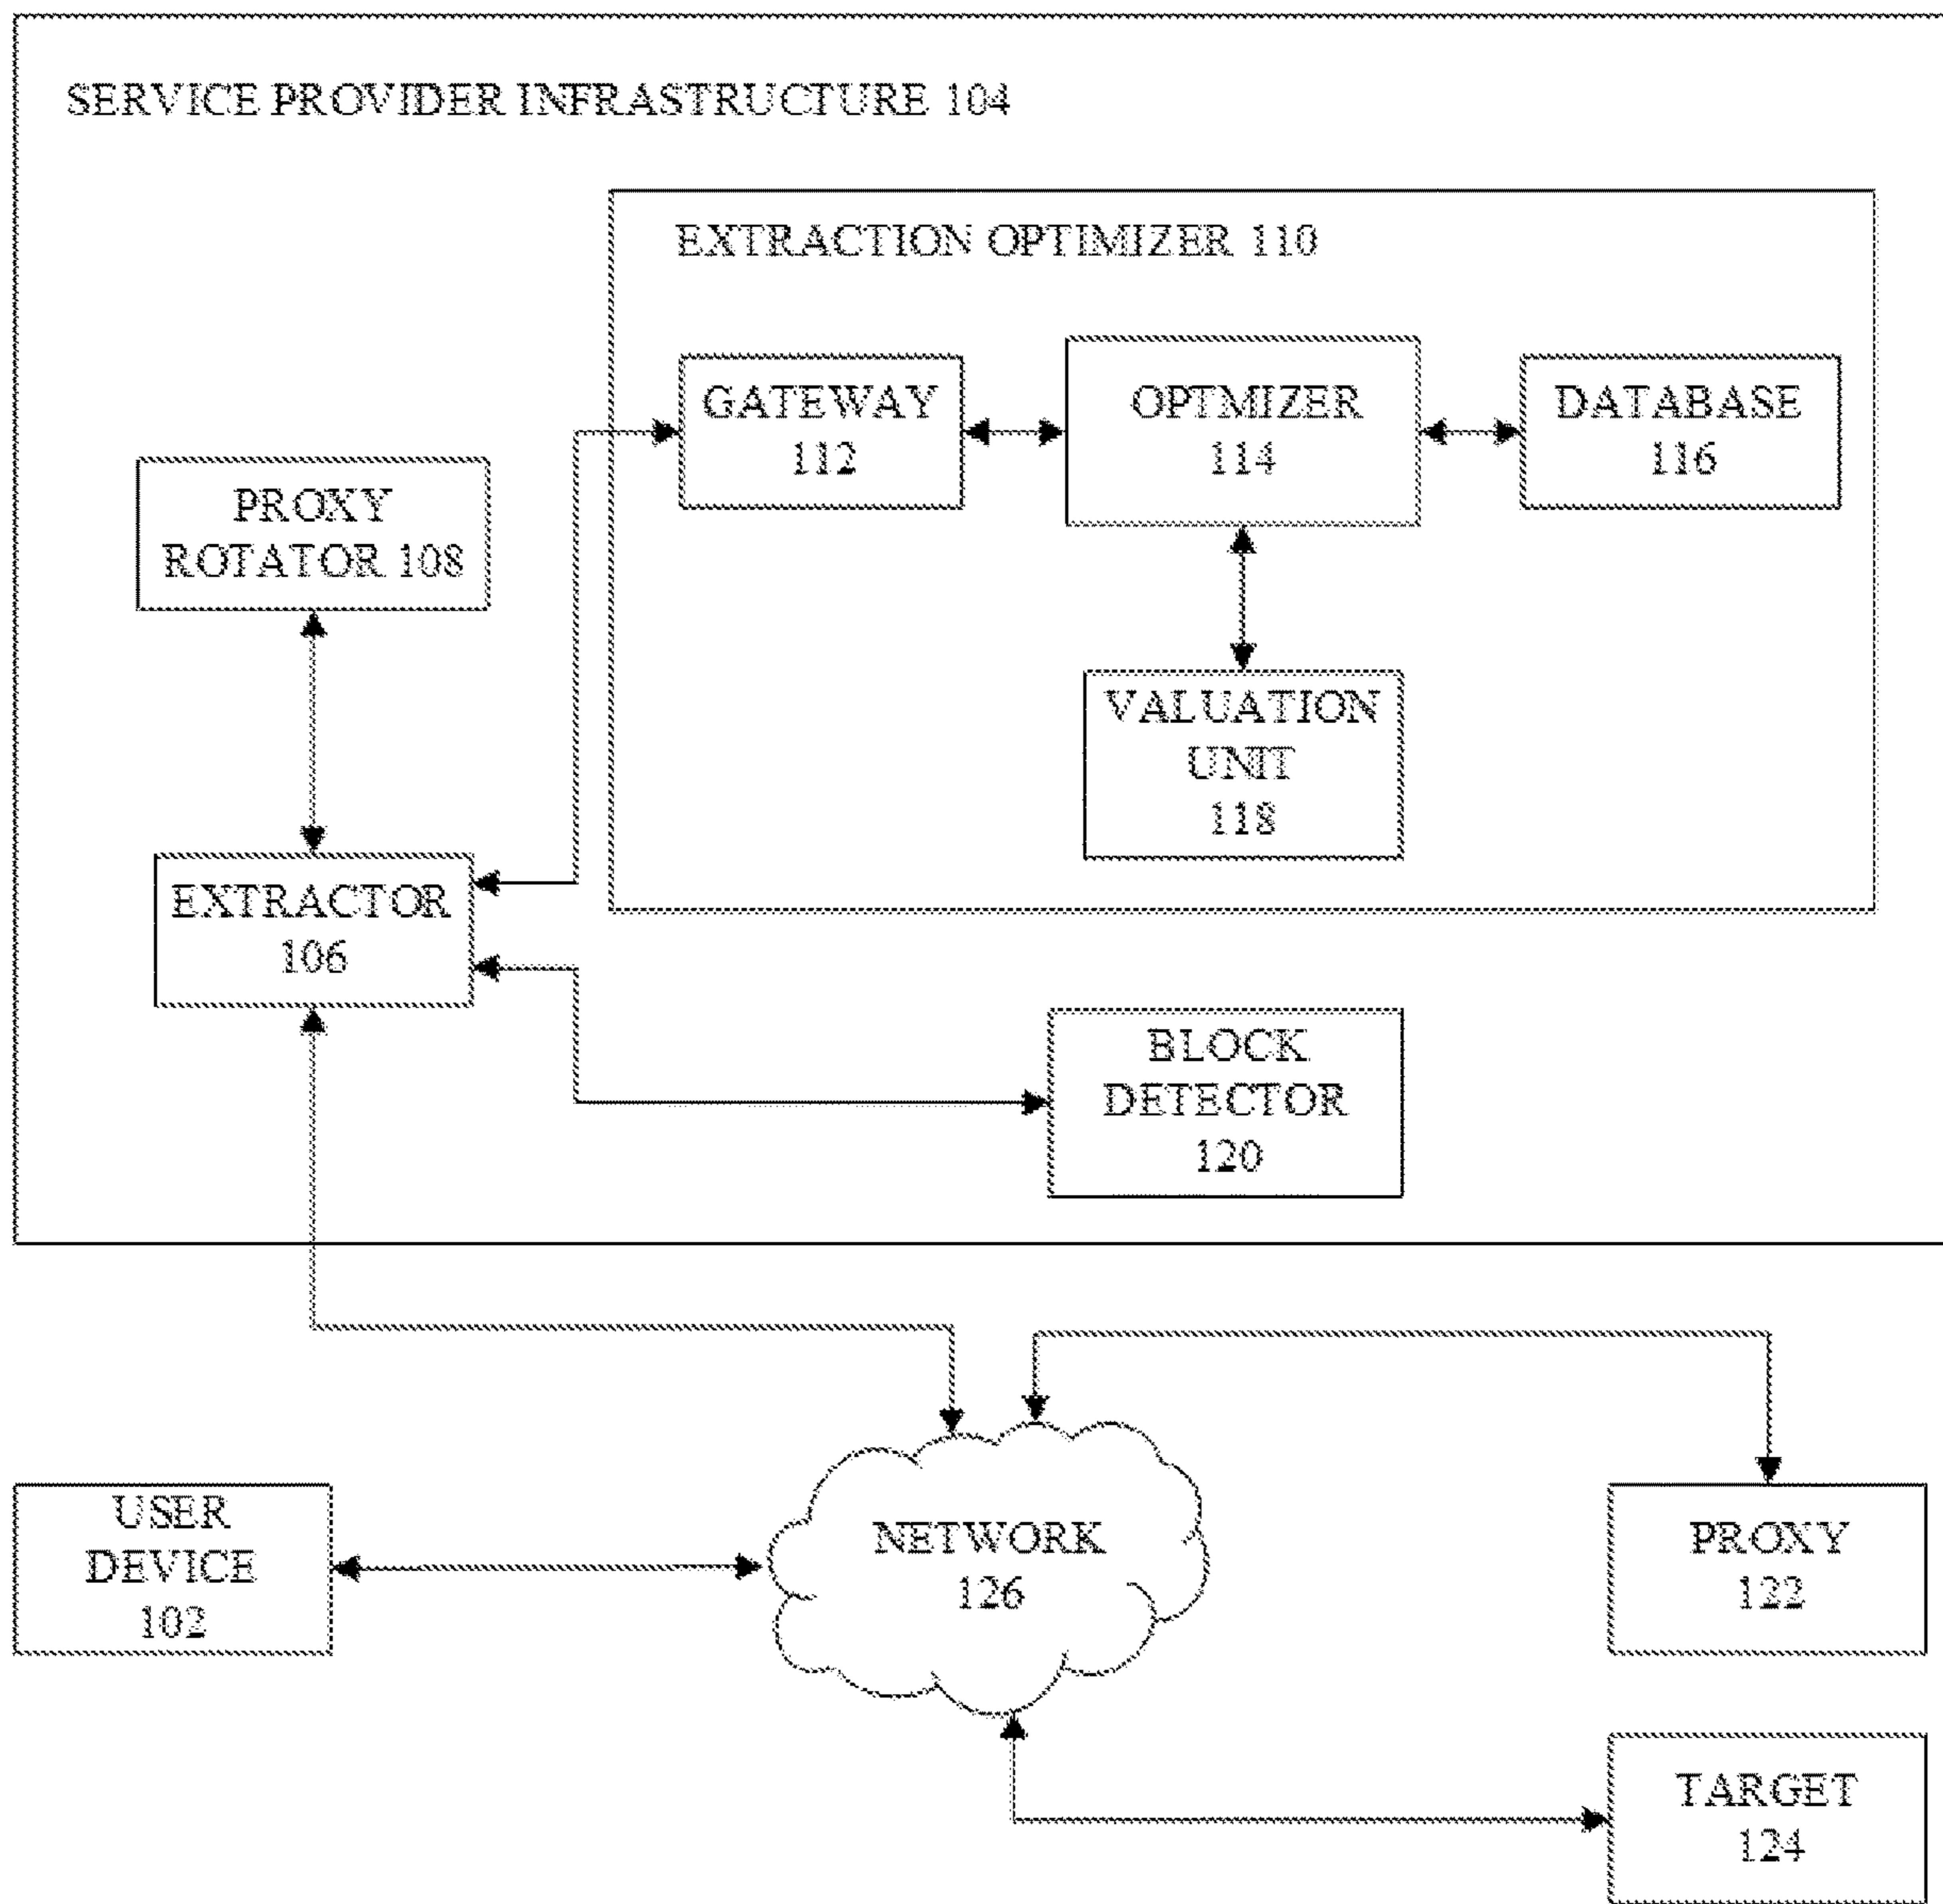 SERVICE PROVIDER INFRASTRUCTURE 104
EXTRACTION OPTIMIZER 110
GATEWAY
112
OPTMIZER
114
DATABASE
116
PROXY
ROTATOR 108
VALUATION
UNIT
118
EXTRACTOR
106
BLOCK
DETECTOR
120
USER
DEVICE
102
NETWORK
126
PROXY
122
TARGET
124